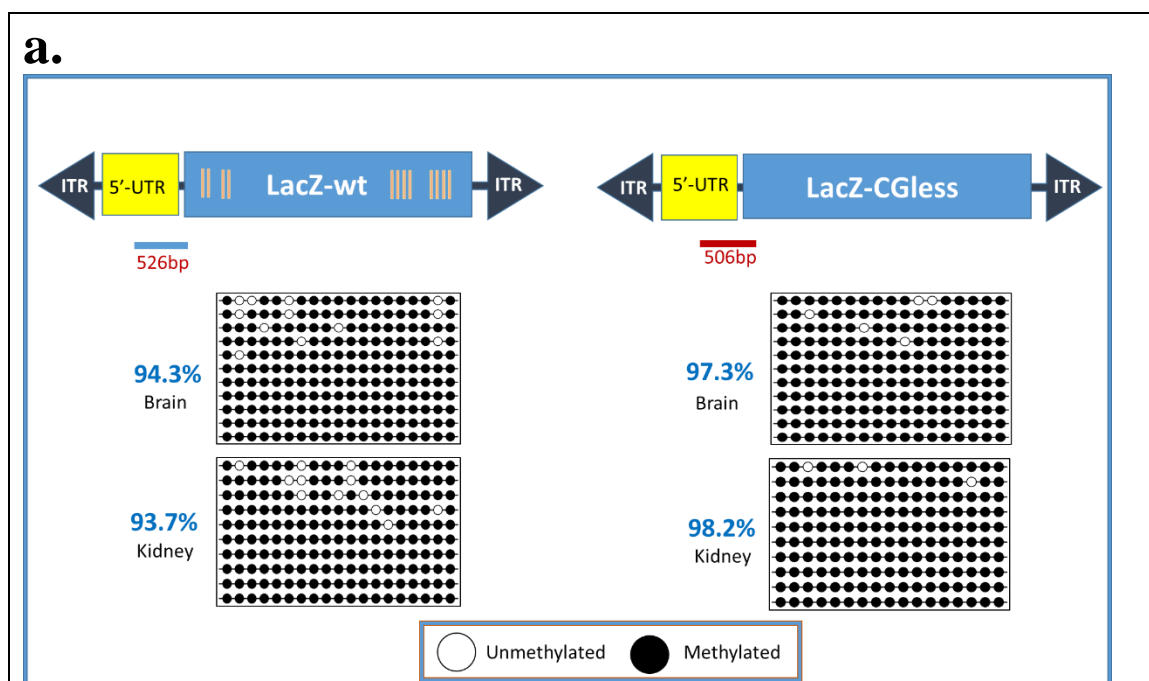 a.
ITR 5′-UTR LacZ-wt ITR ITR 5′-UTR LacZ-CGless ITR
526bp 506bp
94.3% 97.3%
Brain Brain
93.7% 98.2%
Kidney Kidney
Unmethylated Methylated